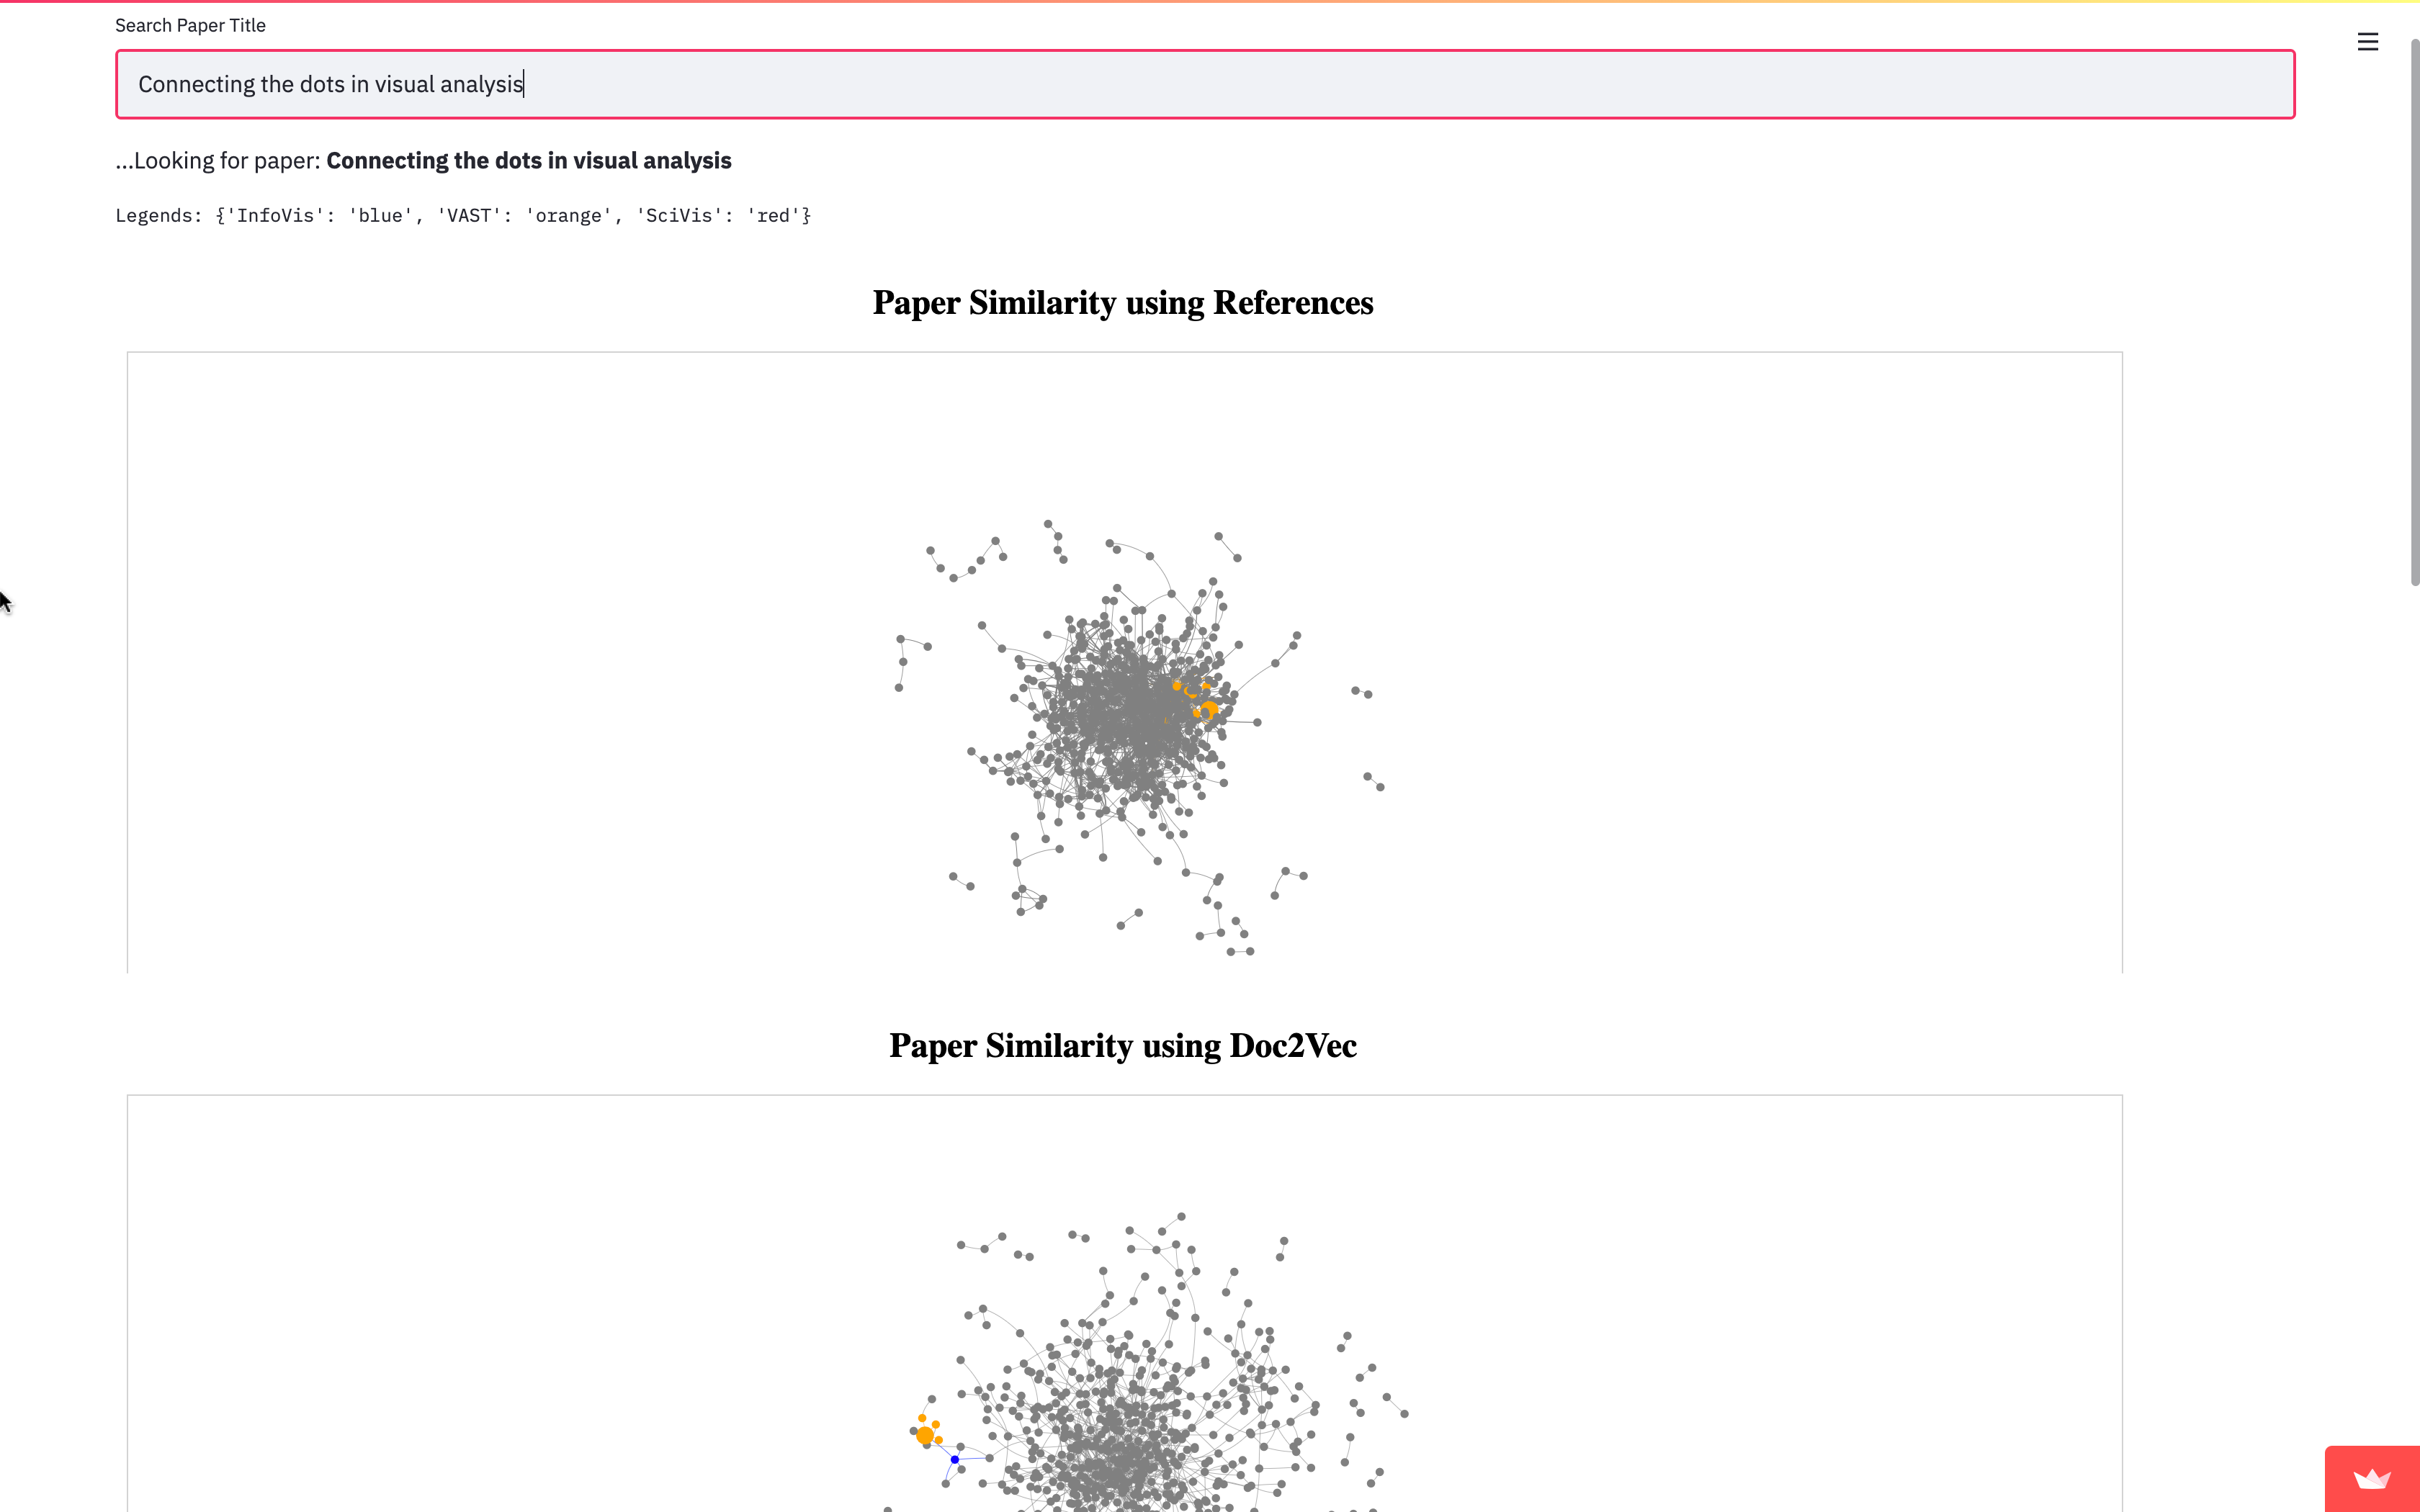 Search Paper Title
Connecting the dots in visual analysis
...Looking for paper: Connecting the dots in visual analysis
Legends: {'InfoVis': 'blue', 'VAST': 'orange', 'SciVis': 'red'}
Paper Similarity using References
Paper Similarity using Doc2Vec